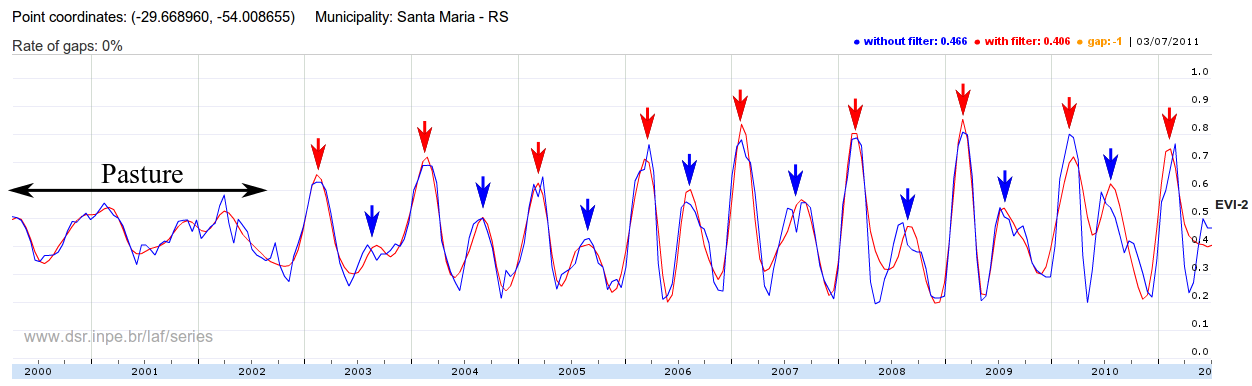 Point coordinates: (-29.668960, -54.008655) Municipality: Santa Maria - RS
Rate of gaps: 0%
without filter: 0.466 with filter: 0.406 gap: -1 | 03/07/2011
1.0
0.9
0.8
0.7
Pasture
0.6
0.5
EVI-2
0.4
0.3
0.2
0.1
www.dsr.inpe.br/laf/series
0.0
2000 2001 2002 2003 2004 2005 2006 2007 2008 2009 2010 20